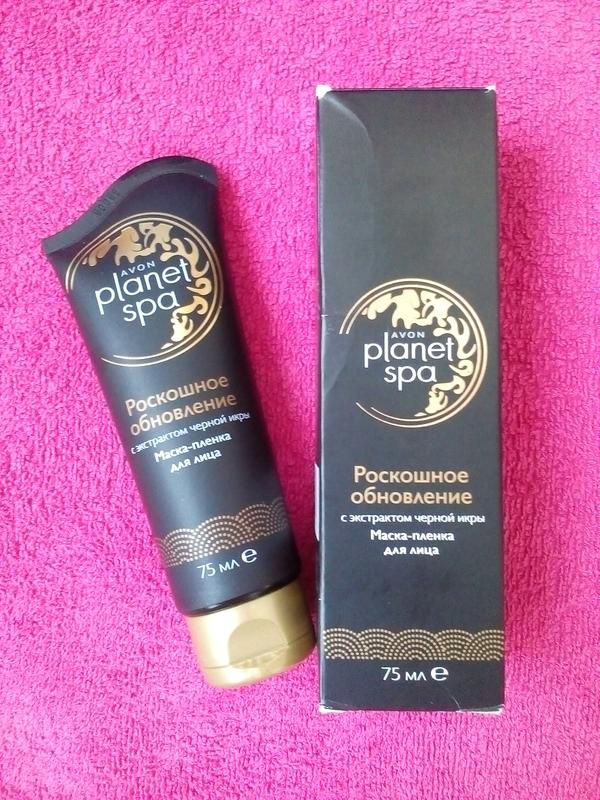 AVON
planet
spa
Роскошное
обновление
с экстрактом черной икры
Маска-пленка
для лица
75 мл e
AVON
planet
spa
Роскошное
обновление
с экстрактом черной икры
Маска-пленка
для лица
75 мл e